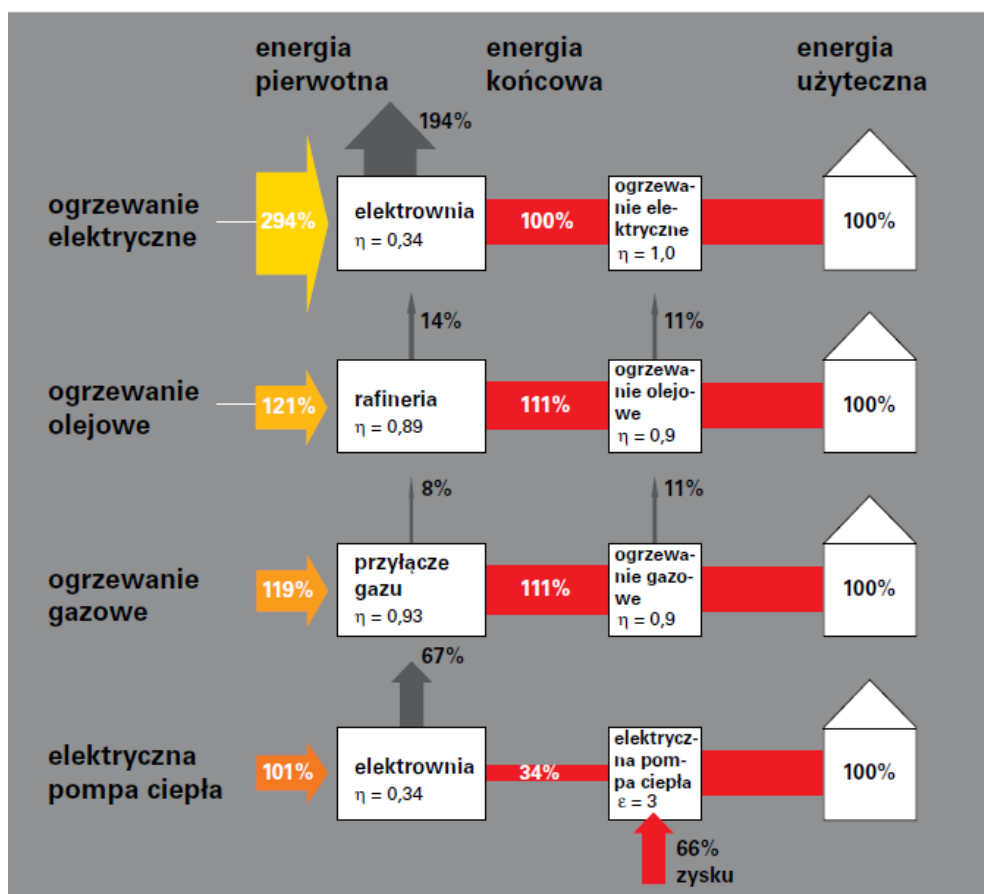 energia
pierwotna
energia
końcowa
energia
użyteczna
194%
ogrzewanie
elektryczne
294%
elektrownia
η = 0,34
100%
ogrzewa-
nie ele-
ktryczne
η = 1,0
100%
14%
11%
ogrzewanie
olejowe
121%
rafineria
η = 0,89
111%
ogrzewa-
nie olejo-
we
η = 0,9
100%
8%
11%
ogrzewanie
gazowe
119%
przyłącze
gazu
η = 0,93
111%
ogrzewa-
nie gazo-
we
η = 0,9
100%
67%
elektryczna
pompa ciepła
101%
elektrownia
η = 0,34
34%
elektrycz-
na pom-
pa ciepła
ε = 3
100%
66%
zysku